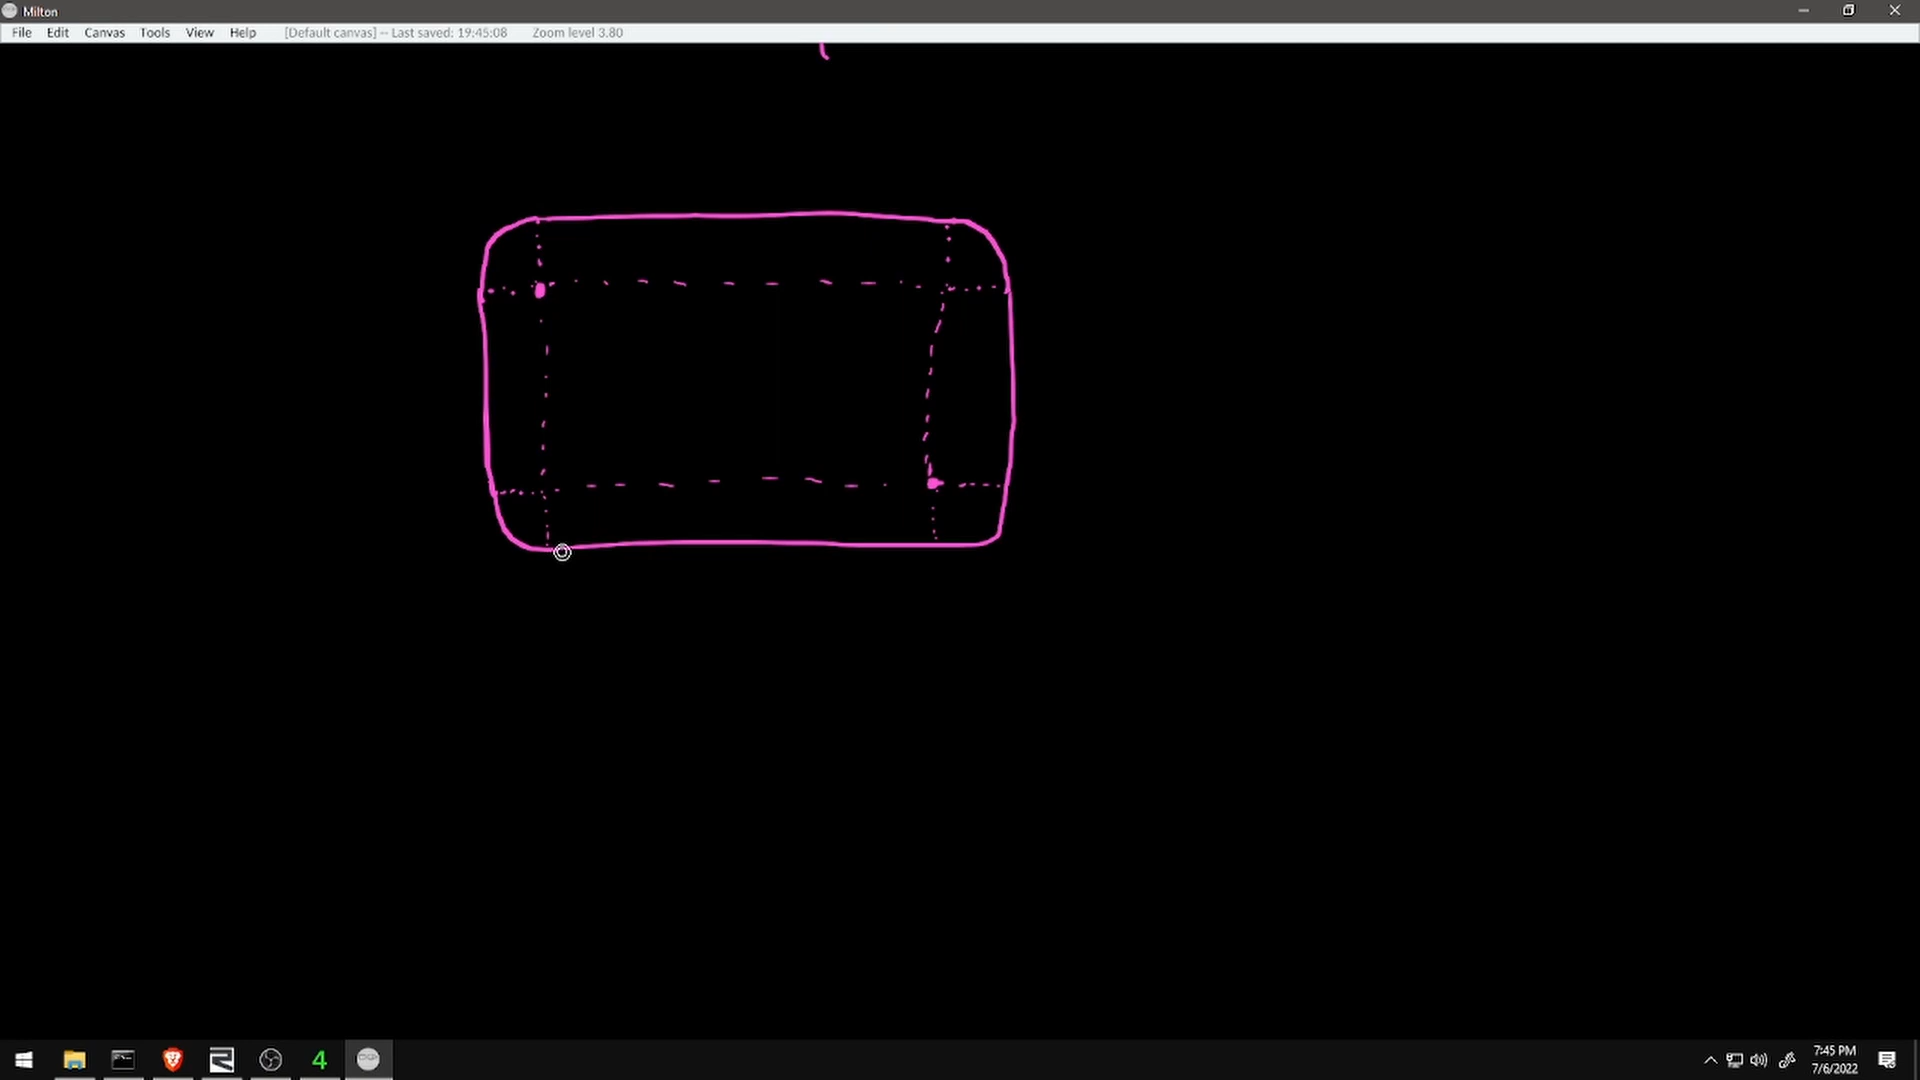 Milton
File Edit Canvas Tools View Help [Default canvas] -- Last saved: 19:45:08 Zoom level 3.80
4
7:45 PM
7/6/2022